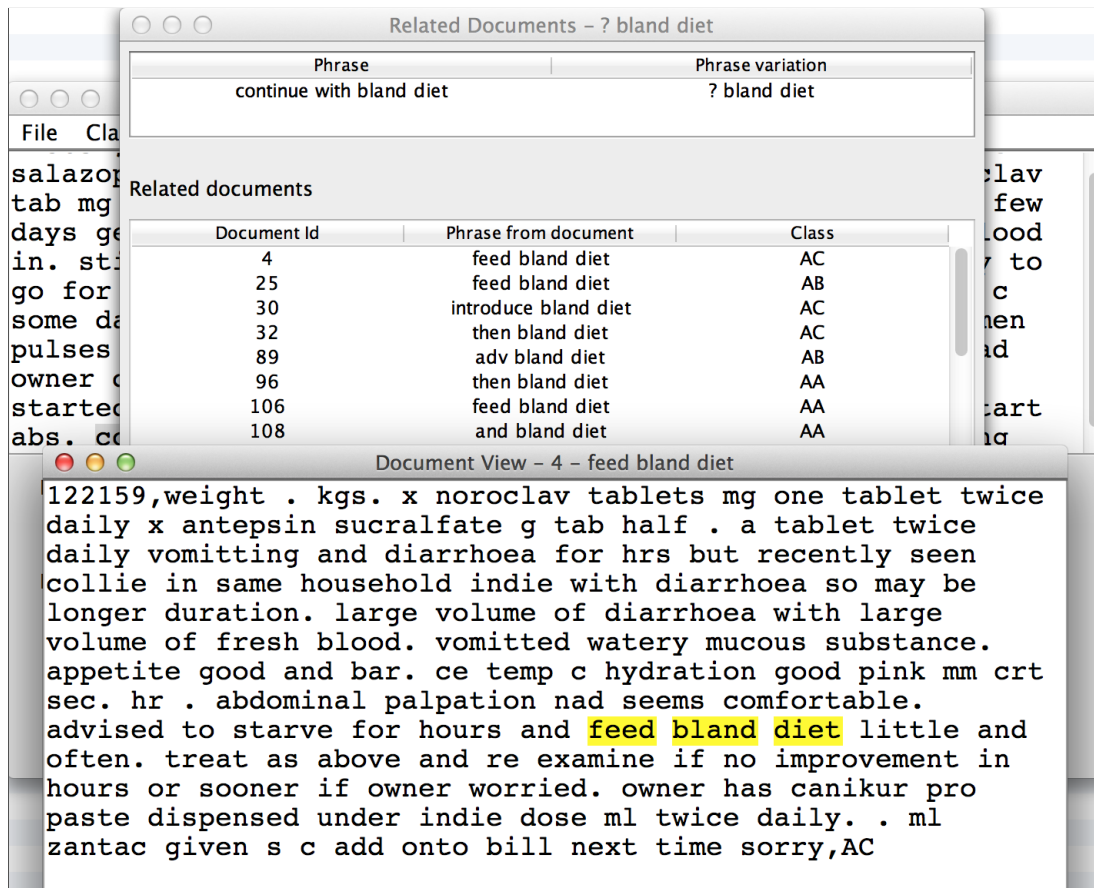 Related Documents – ? bland diet
Phrase Phrase variation
continue with bland diet ? bland diet
File Cla
salazop
tab mg
days ge
in. sti
go for
some da
pulses
owner
started
abs.
clav
few
lood
to
c
men
ad
tart
ng
Related documents
Document Id Phrase from document Class
4 feed bland diet AC
25 feed bland diet AB
30 introduce bland diet AC
32 then bland diet AC
89 adv bland diet AB
96 then bland diet AA
106 feed bland diet AA
108 and bland diet AA
Document View – 4 – feed bland diet
122159,weight . kgs. x noroclav tablets mg one tablet twice
daily x antepsin sucralfate g tab half . a tablet twice
daily vomitting and diarrhoea for hrs but recently seen
collie in same household indie with diarrhoea so may be
longer duration. large volume of diarrhoea with large
volume of fresh blood. vomitted watery mucous substance.
appetite good and bar. ce temp c hydration good pink mm crt
sec. hr . abdominal palpation nad seems comfortable.
advised to starve for hours and feed bland diet little and
often. treat as above and re examine if no improvement in
hours or sooner if owner worried. owner has canikur pro
paste dispensed under indie dose ml twice daily. . ml
zantac given s c add onto bill next time sorry,AC